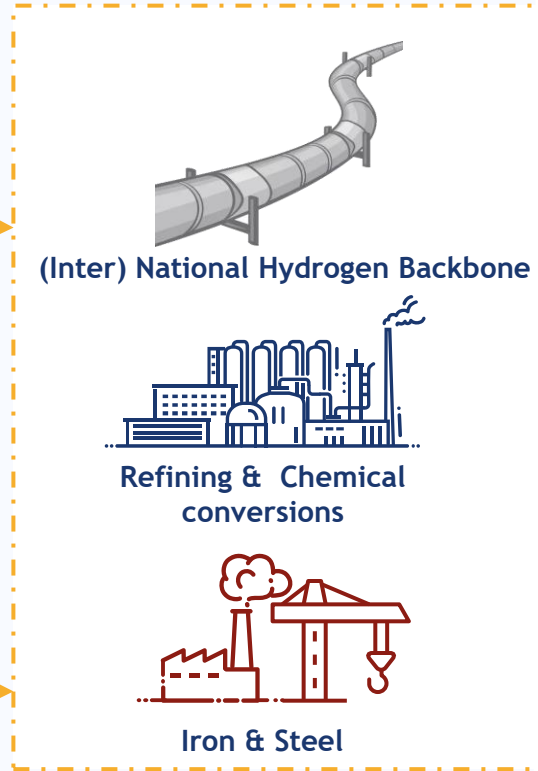 (Inter) National Hydrogen Backbone
Refining & Chemical
conversions
Iron & Steel